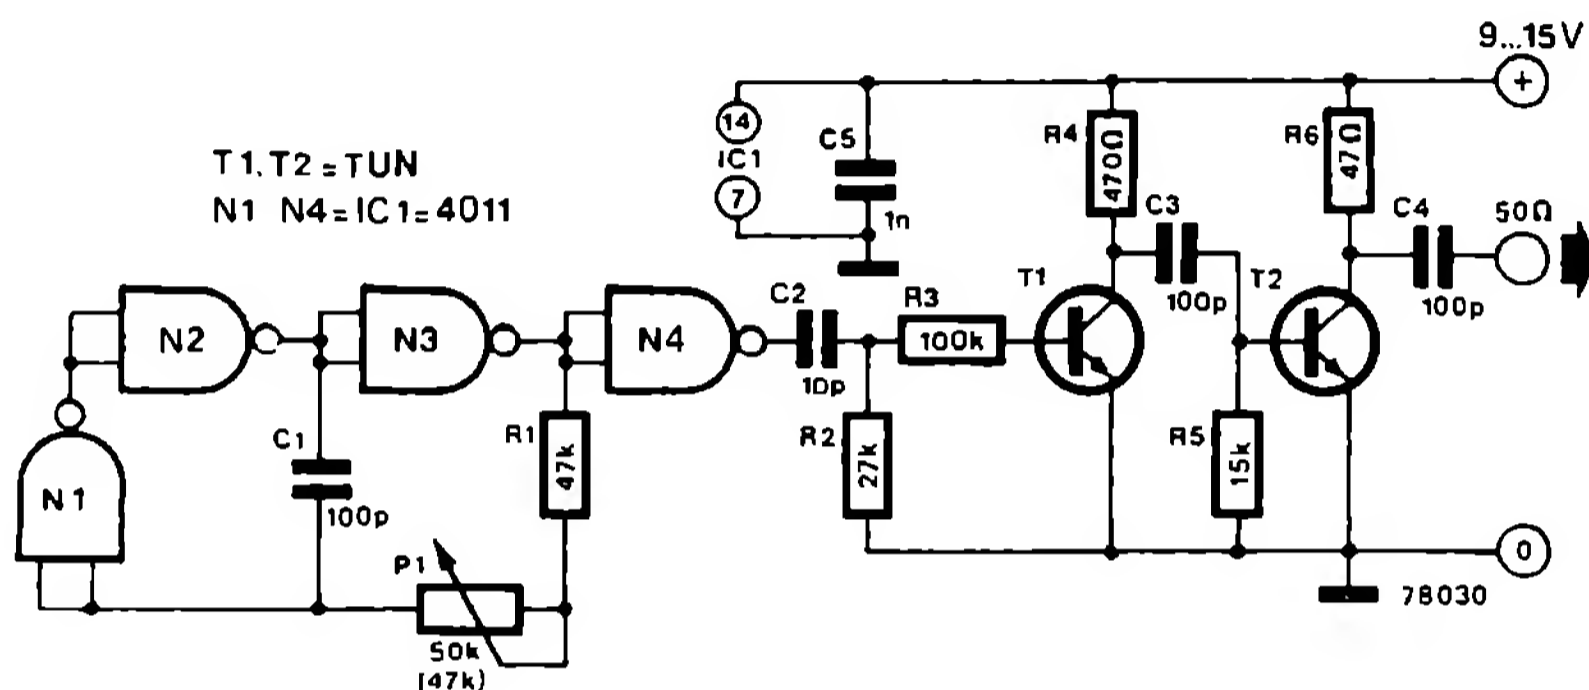 9...15V
+
T1.T2=TUN
N1 N4=IC1=4011
14
IC1
7
C5
1n
R4
470Ω
R6
47Ω
C3
100p
C4
100p
50Ω
T1
T2
N2
N3
N4
C2
10p
R3
100k
N1
C1
100p
R1
47k
R2
27k
R5
15k
P1
50k
(47k)
0
78030